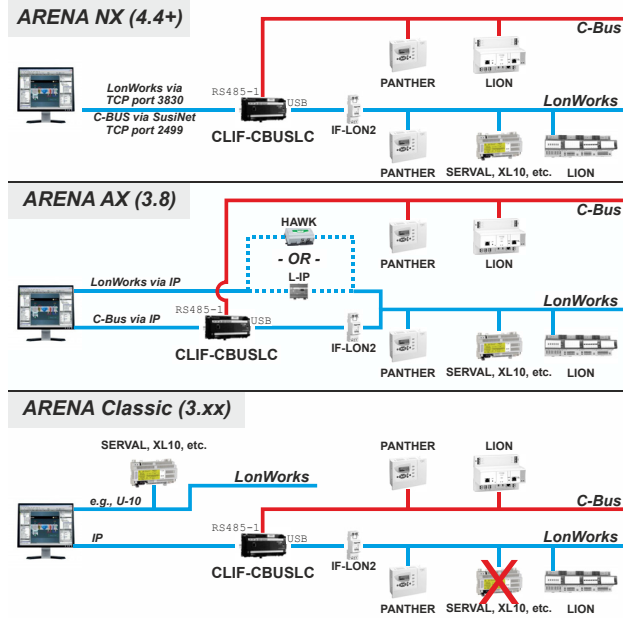 ARENA NX (4.4+)
C-Bus
PANTHER
LION
LonWorks via
TCP port 3830
C-BUS via SusiNet
TCP port 2499
RS485-1
USB
CLIF-CBUSLC
IF-LON2
LonWorks
PANTHER
SERVAL, XL10, etc.
LION
ARENA AX (3.8)
C-Bus
HAWK
- OR -
L-IP
PANTHER
LION
LonWorks via IP
C-Bus via IP
RS485-1
USB
CLIF-CBUSLC
IF-LON2
LonWorks
PANTHER
SERVAL, XL10, etc.
LION
ARENA Classic (3.xx)
SERVAL, XL10, etc.
PANTHER
LION
LonWorks
e.g., U-10
C-Bus
IP
RS485-1
USB
CLIF-CBUSLC
IF-LON2
LonWorks
PANTHER
SERVAL, XL10, etc.
LION